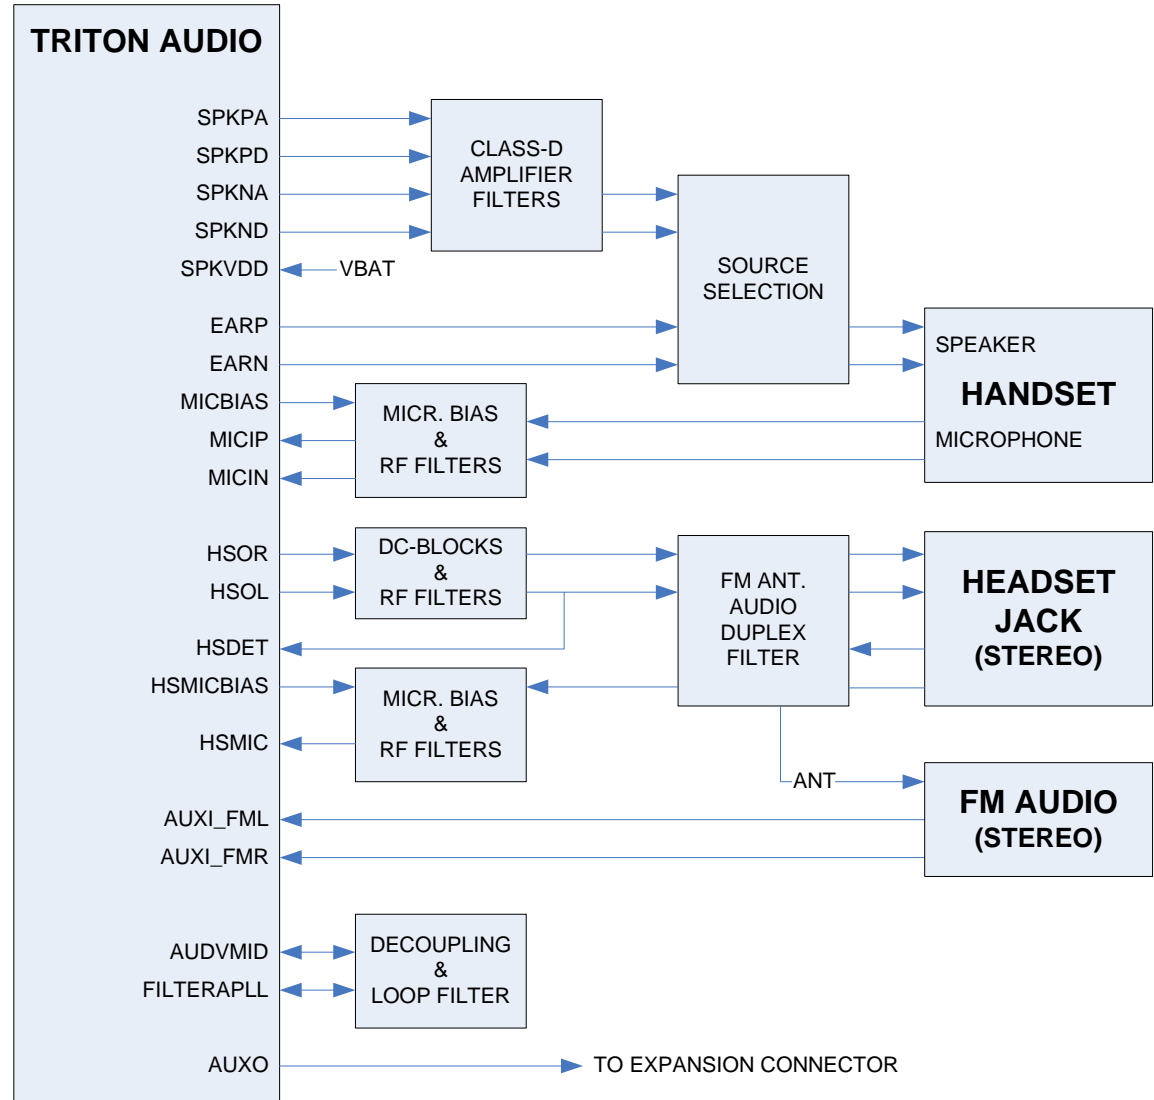 TRITON AUDIO
SPKPA
SPKPD
SPKNA
SPKND
SPKVDD
VBAT
EARP
EARN
MICBIAS
MICIP
MICIN
HSOR
HSOL
HSDET
HSMICBIAS
HSMIC
AUXI_FML
AUXI_FMR
AUDVMID
FILTERAPLL
AUXO
CLASS-D
AMPLIFIER
FILTERS
SOURCE
SELECTION
SPEAKER
HANDSET
MICROPHONE
MICR. BIAS
&
RF FILTERS
DC-BLOCKS
&
RF FILTERS
FM ANT.
AUDIO
DUPLEX
FILTER
HEADSET
JACK
(STEREO)
MICR. BIAS
&
RF FILTERS
ANT
FM AUDIO
(STEREO)
DECOUPLING
&
LOOP FILTER
TO EXPANSION CONNECTOR